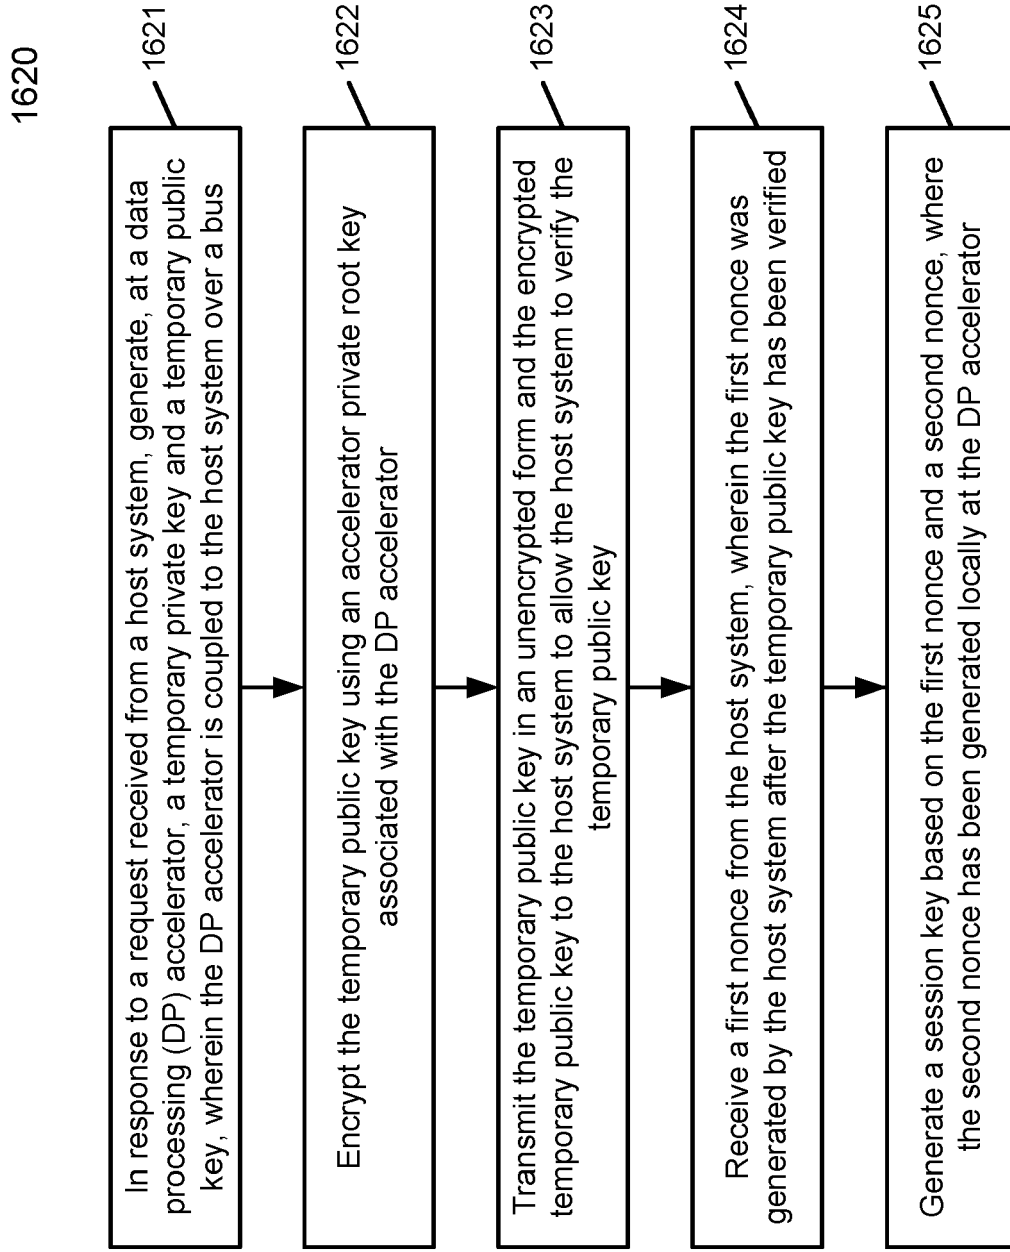 1620
In response to a request received from a host system, generate, at a data
processing (DP) accelerator, a temporary private key and a temporary public
key, wherein the DP accelerator is coupled to the host system over a bus
1621
Encrypt the temporary public key using an accelerator private root key
associated with the DP accelerator
1622
Transmit the temporary public key in an unencrypted form and the encrypted
temporary public key to the host system to allow the host system to verify the
temporary public key
1623
Receive a first nonce from the host system, wherein the first nonce was
generated by the host system after the temporary public key has been verified
1624
Generate a session key based on the first nonce and a second nonce, where
the second nonce has been generated locally at the DP accelerator
1625